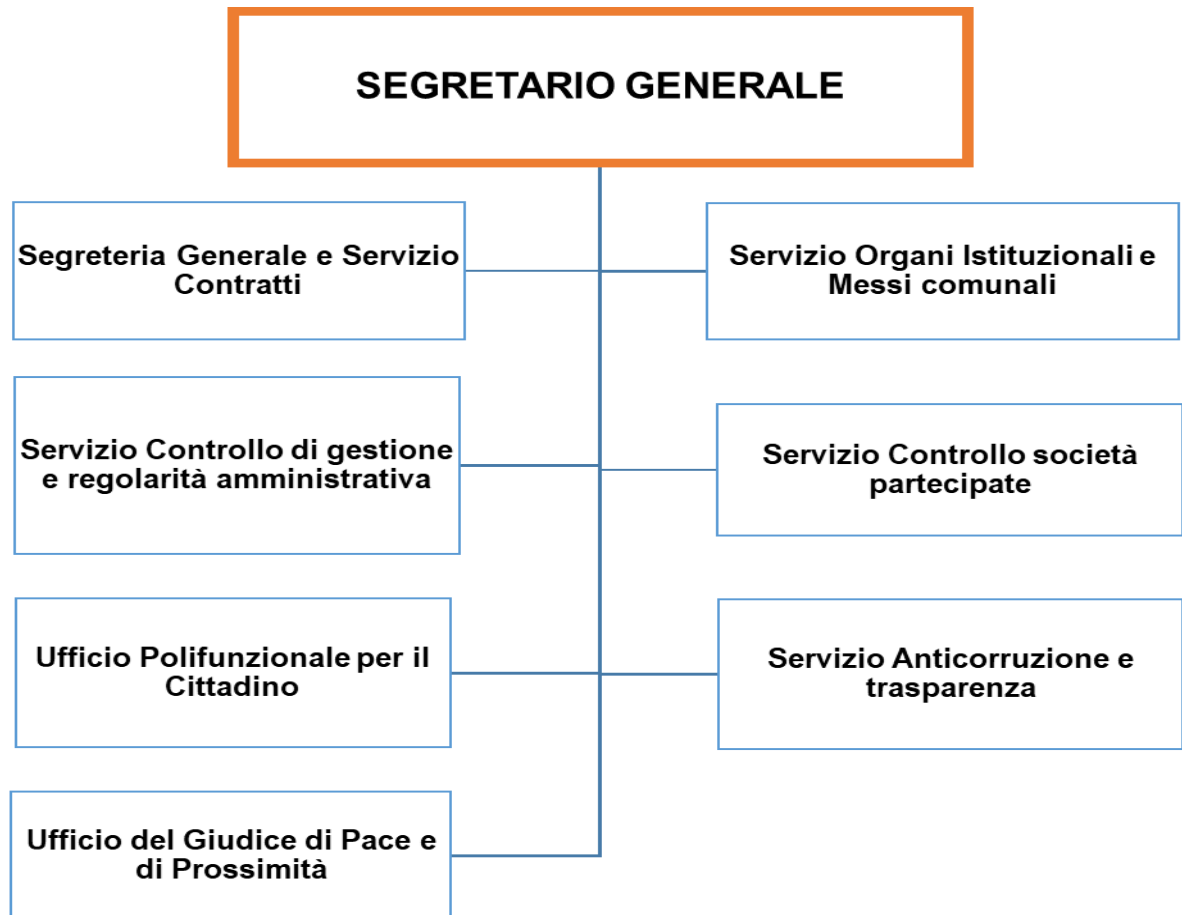 SEGRETARIO GENERALE
Segreteria Generale e Servizio
Contratti
Servizio Organi Istituzionali e
Messi comunali
Servizio Controllo di gestione
e regolarità amministrativa
Servizio Controllo società
partecipate
Ufficio Polifunzionale per il
Cittadino
Servizio Anticorruzione e
trasparenza
Ufficio del Giudice di Pace e
di Prossimità